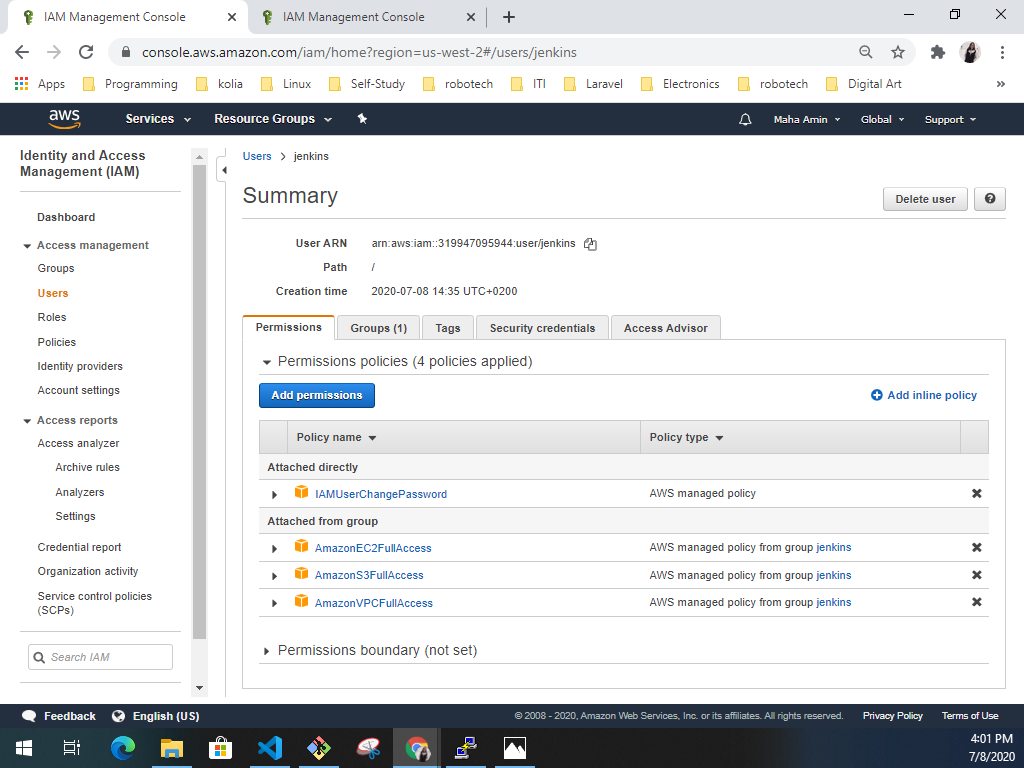 IAM Management Console
IAM Management Console
console.aws.amazon.com/iam/home?region=us-west-2#/users/jenkins
Apps Programming kolia Linux Self-Study robotech ITI Laravel Electronics robotech Digital Art »
aws Services Resource Groups Maha Amin Global Support
Identity and Access Management (IAM)
Dashboard
Access management
Groups
Users
Roles
Policies
Identity providers
Account settings
Access reports
Access analyzer
Archive rules
Analyzers
Settings
Credential report
Organization activity
Service control policies
(SCPs)
Search IAM
Users > jenkins
Summary
Delete user
User ARN arn:aws:iam::319947095944:user/jenkins
Path /
Creation time 2020-07-08 14:35 UTC+0200
Permissions Groups (1) Tags Security credentials Access Advisor
Permissions policies (4 policies applied)
Add permissions Add inline policy
Policy name Policy type
Attached directly
IAMUserChangePassword AWS managed policy
Attached from group
AmazonEC2FullAccess AWS managed policy from group jenkins
AmazonS3FullAccess AWS managed policy from group jenkins
AmazonVPCFullAccess AWS managed policy from group jenkins
Permissions boundary (not set)
Feedback English (US) © 2008 - 2020, Amazon Web Services, Inc. or its affiliates. All rights reserved. Privacy Policy Terms of Use
4:01 PM
7/8/2020